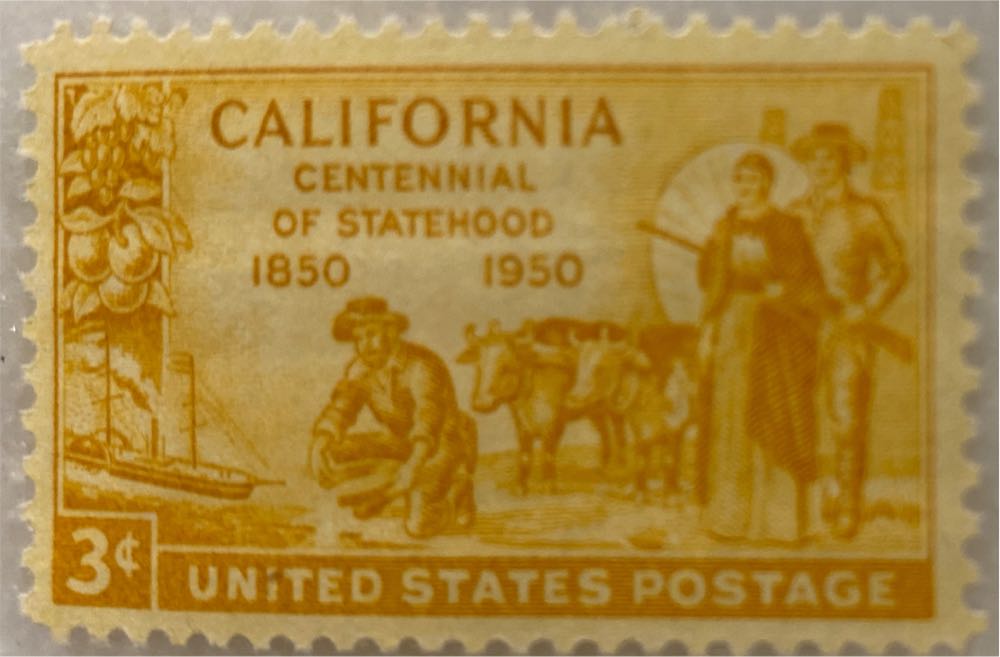 CALIFORNIA
CENTENNIAL
OF STATEHOOD
1850 1950
3¢
UNITED STATES POSTAGE